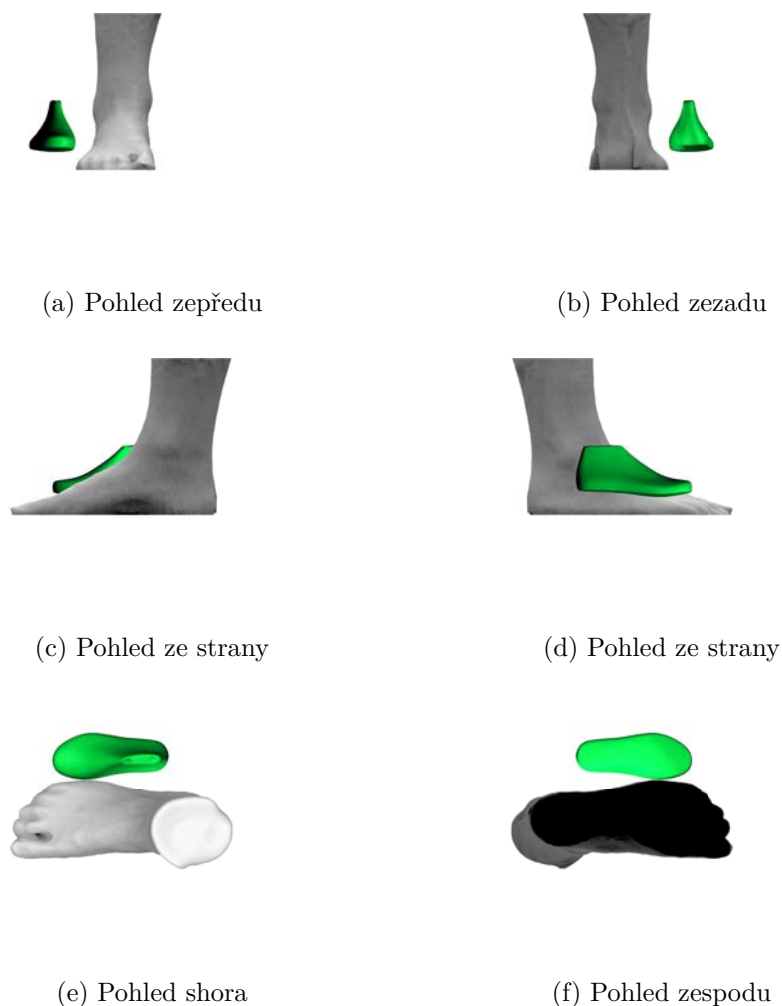 (a) Pohled zepředu
(b) Pohled zezadu
(c) Pohled ze strany
(d) Pohled ze strany
(e) Pohled shora
(f) Pohled zespodu